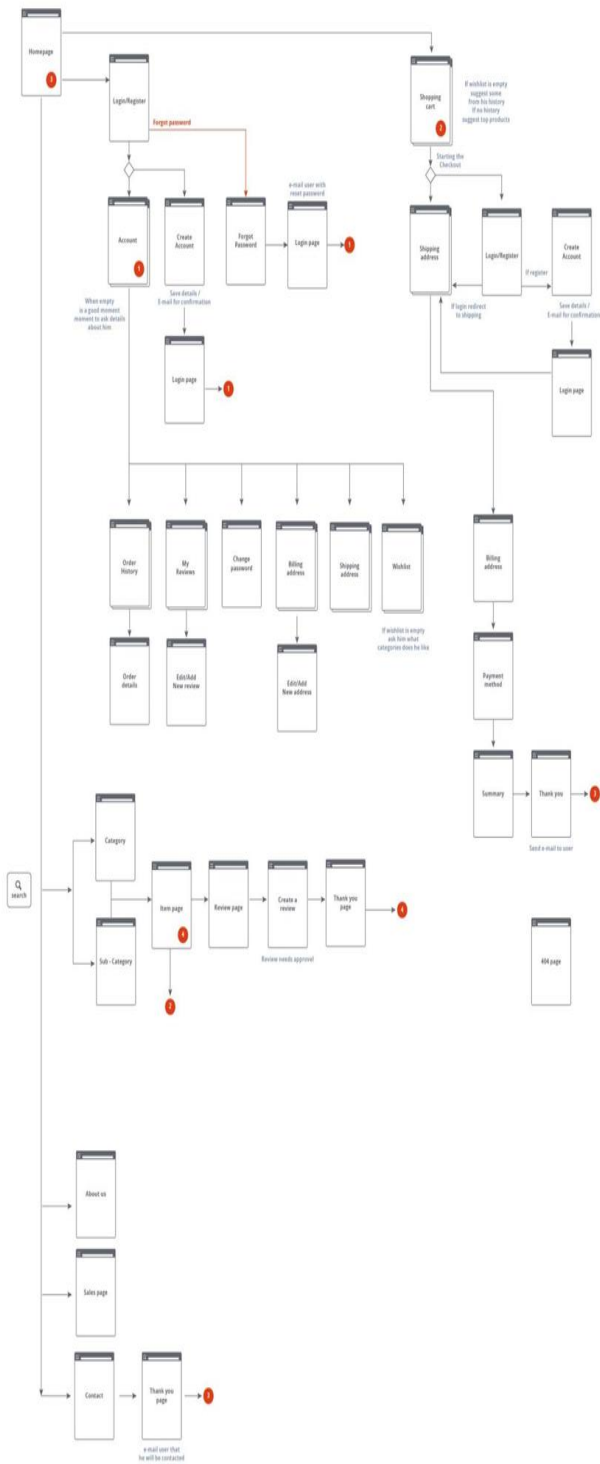 Homepage
3
Login/Register
Forgot password
Shopping
cart
2
If wishlist is empty
suggest some
from his history
If no history
suggest top products
Starting the
Checkout
Account
1
Create
Account
Save details /
E-mail for confirmation
Login page
1
When empty
is a good moment
moment to ask details
about him
Forgot
Password
e-mail user with
reset password
Login page
1
Shipping
address
Login/Register
If register
If login redirect
to shipping
Create
Account
Save details /
E-mail for confirmation
Login page
Order
History
My
Reviews
Change
password
Billing
address
Shipping
address
Wishlist
If wishlist is empty
ask him what
categories does he like
Order
details
Edit/Add
New review
Edit/Add
New address
Billing
address
Payment
method
Summary
Thank you
3
Send e-mail to user
search
Category
Sub - Category
Item page
4
2
Review page
Create a
review
Review needs approval
Thank you
page
4
404 page
About us
Sales page
Contact
Thank you
page
3
e-mail user that
he will be contacted